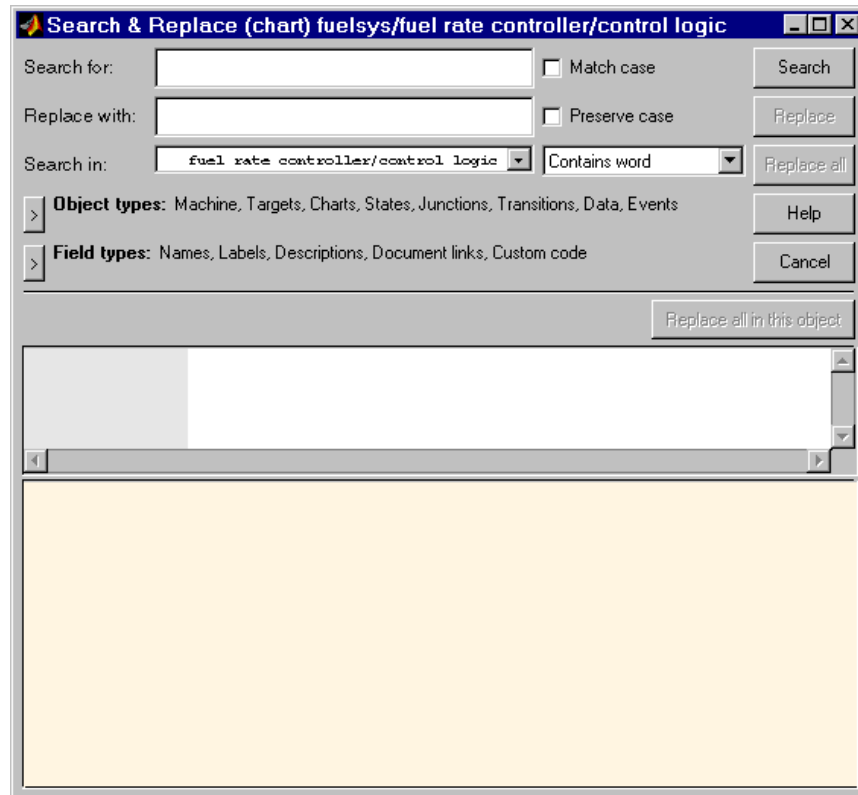 Search & Replace (chart) fuelsys/fuel rate controller/control logic
Search for: Match case Search
Replace with: Preserve case Replace
Search in: fuel rate controller/control logic Contains word Replace all
> Object types: Machine, Targets, Charts, States, Junctions, Transitions, Data, Events Help
> Field types: Names, Labels, Descriptions, Document links, Custom code Cancel
Replace all in this object